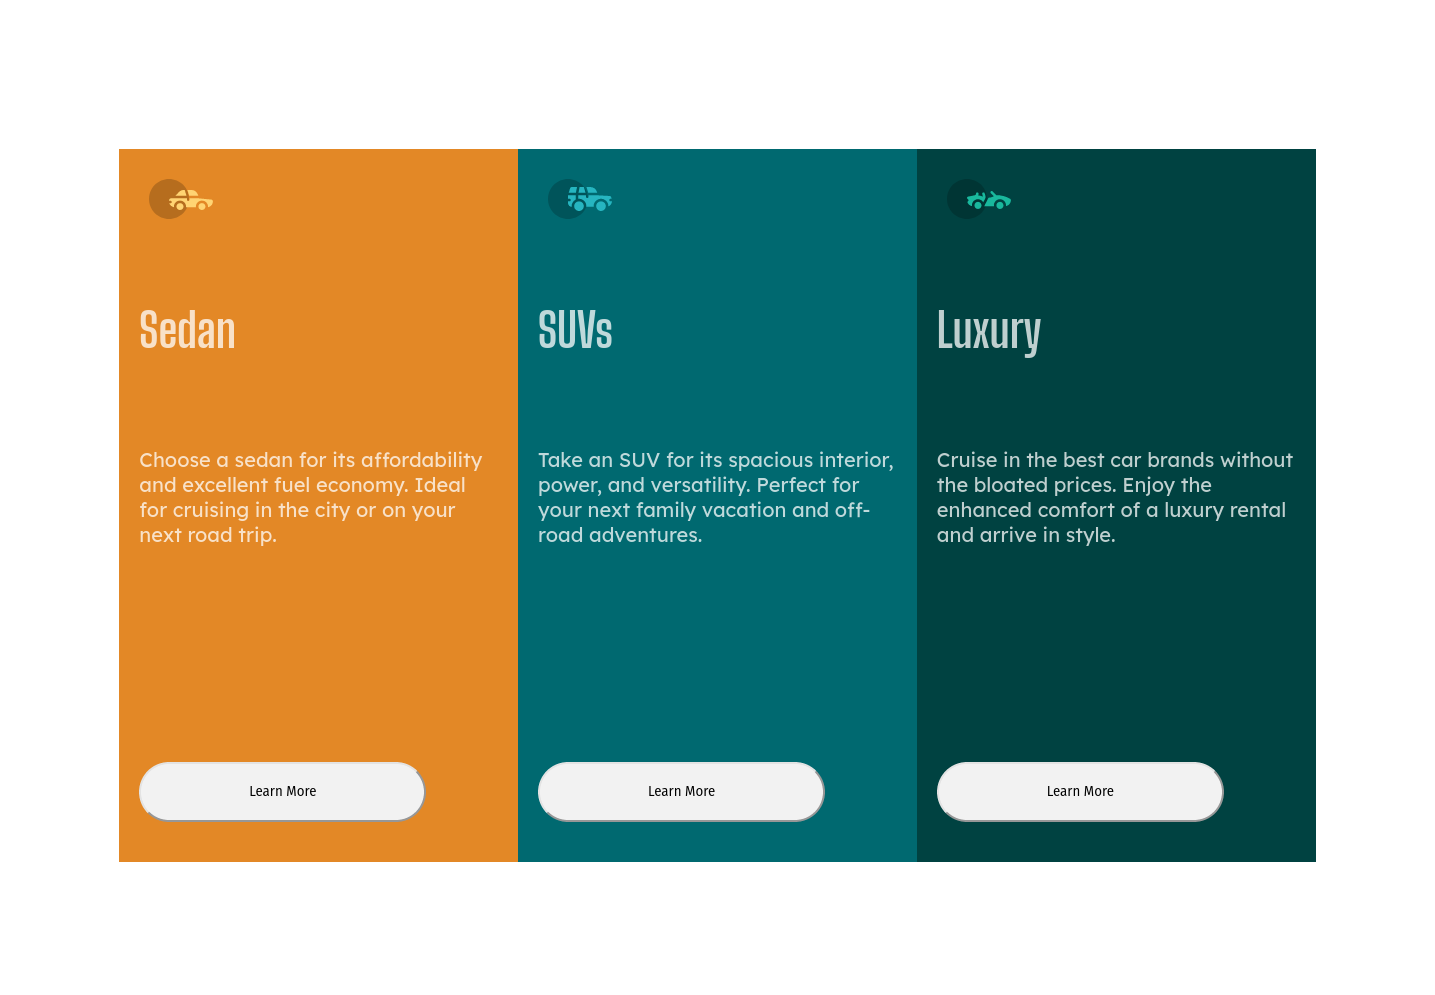 Sedan
Choose a sedan for its affordability
and excellent fuel economy. Ideal
for cruising in the city or on your
next road trip.
Learn More
SUVs
Take an SUV for its spacious interior,
power, and versatility. Perfect for
your next family vacation and off-
road adventures.
Learn More
Luxury
Cruise in the best car brands without
the bloated prices. Enjoy the
enhanced comfort of a luxury rental
and arrive in style.
Learn More